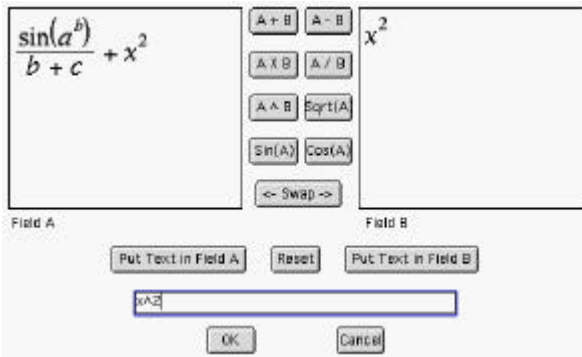 sin(a^b)
b + c + x^2
x^2
A + B A - B
A X B A / B
A ^ B Sqrt(A)
Sin(A) Cos(A)
<- Swap ->
Field A Field B
Put Text in Field A Reset Put Text in Field B
x^2
OK Cancel